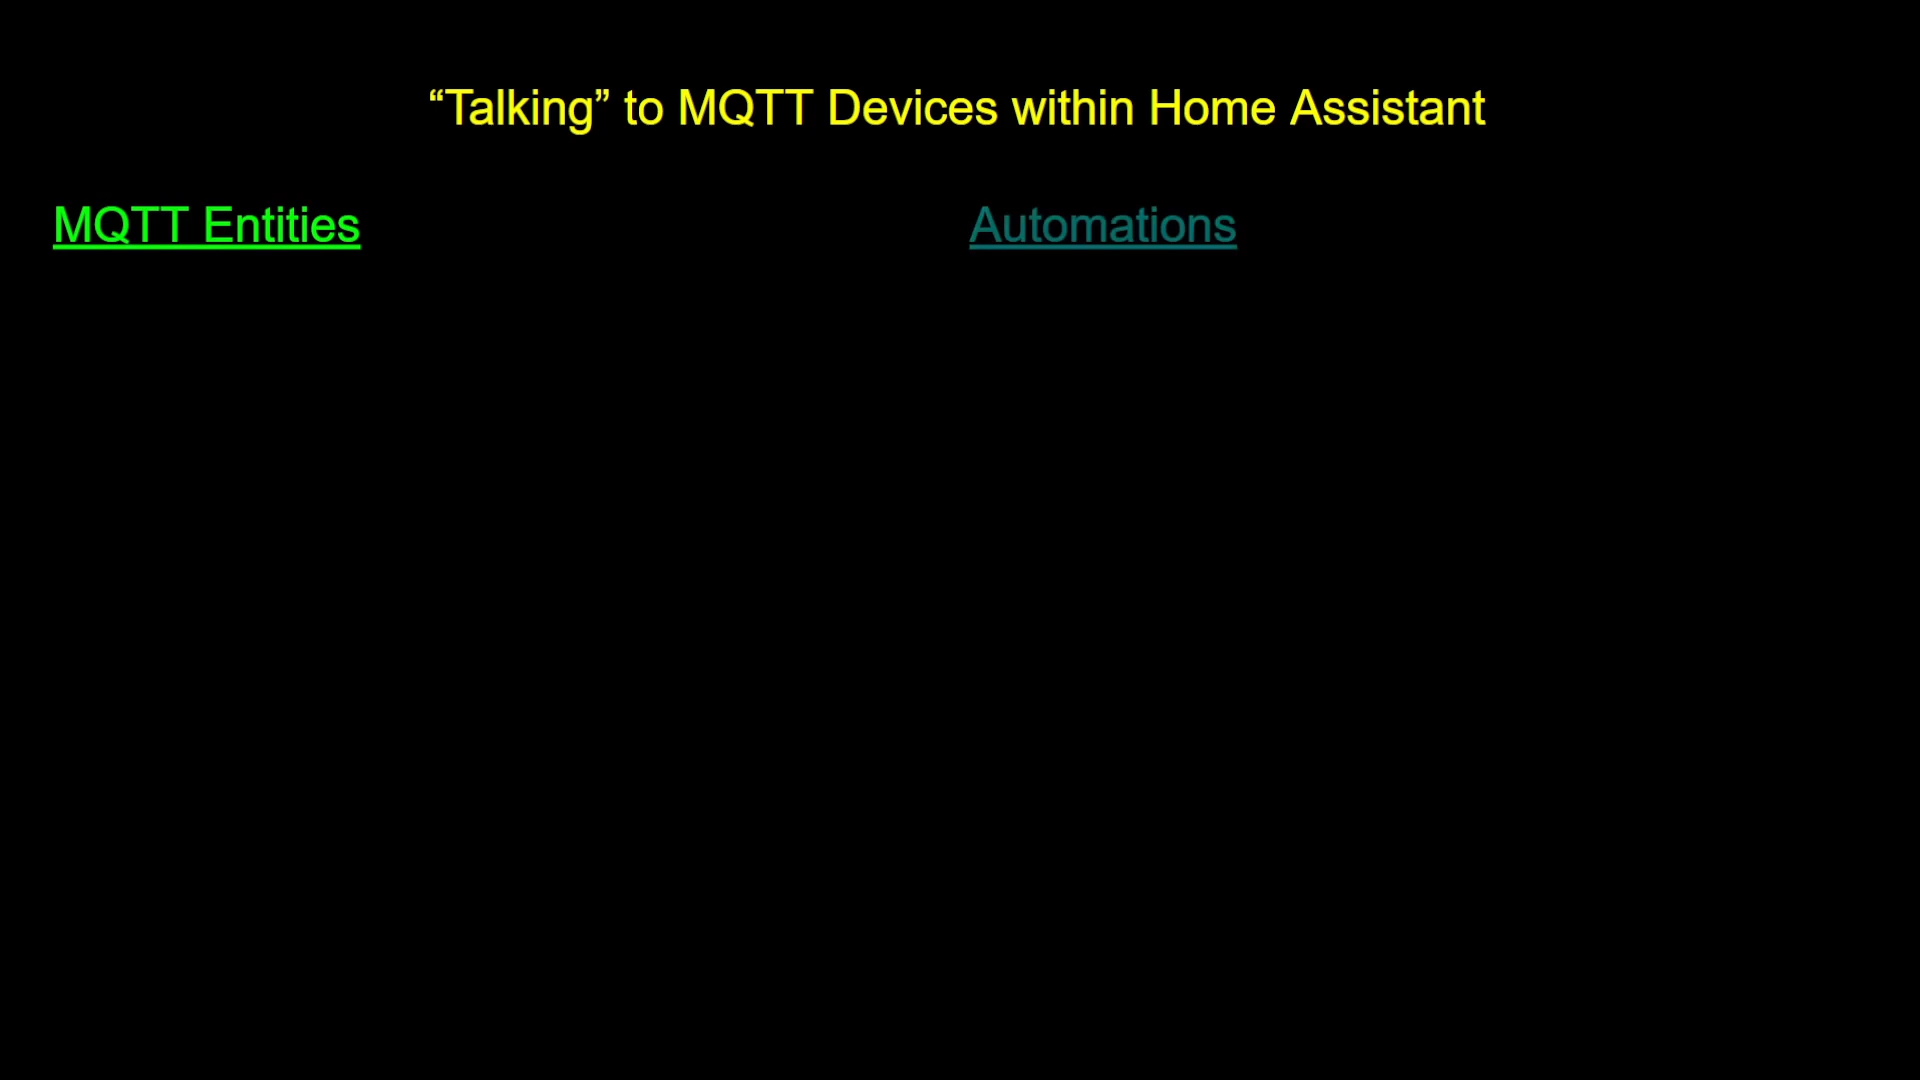 “Talking” to MQTT Devices within Home Assistant
MQTT Entities
Automations